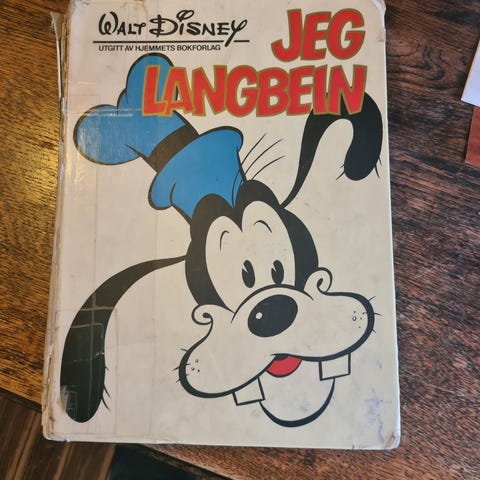 WALT DISNEY
UTGITT AV HJEMMETS BOKFORLAG
JEG
LANGBEIN